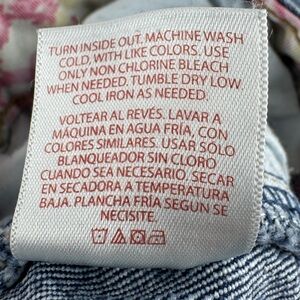 TURN INSIDE OUT. MACHINE WASH
COLD, WITH LIKE COLORS. USE
ONLY NON CHLORINE BLEACH
WHEN NEEDED. TUMBLE DRY LOW.
COOL IRON AS NEEDED.
VOLTEAR AL REVÉS. LAVAR A
MÁQUINA EN AGUA FRÍA, CON
COLORES SIMILARES. USAR SÓLO
BLANQUEADOR SIN CLORO
CUANDO SEA NECESARIO. SECAR
EN SECADORA A TEMPERATURA
BAJA. PLANCHA FRÍA SEGUN SE
NECISITE.